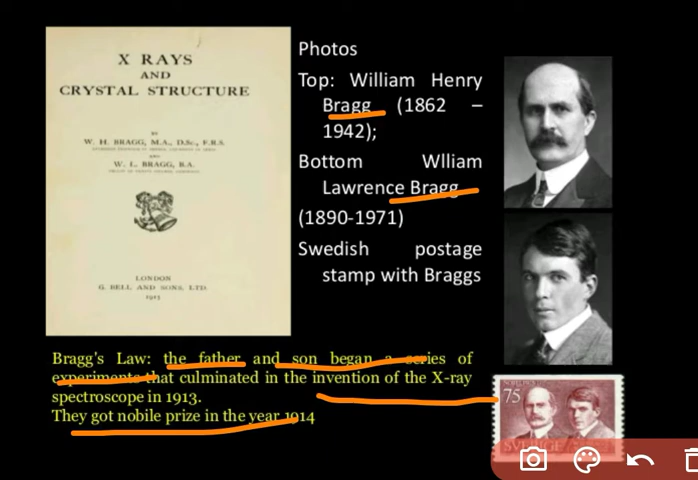 X RAYS
AND
CRYSTAL STRUCTURE
BY
W. H. BRAGG, M.A., D.Sc., F.R.S.
AND
W. L. BRAGG, B.A.
LONDON
G. BELL AND SONS, LTD.
1915
Photos
Top: William Henry
Bragg (1862 –
1942);
Bottom Wlliam
Lawrence Bragg
(1890-1971)
Swedish postage
stamp with Braggs
Bragg's Law: the father and son began a series of
experiments that culminated in the invention of the X-ray
spectroscope in 1913.
They got nobile prize in the year 1914
75
SVERIGE